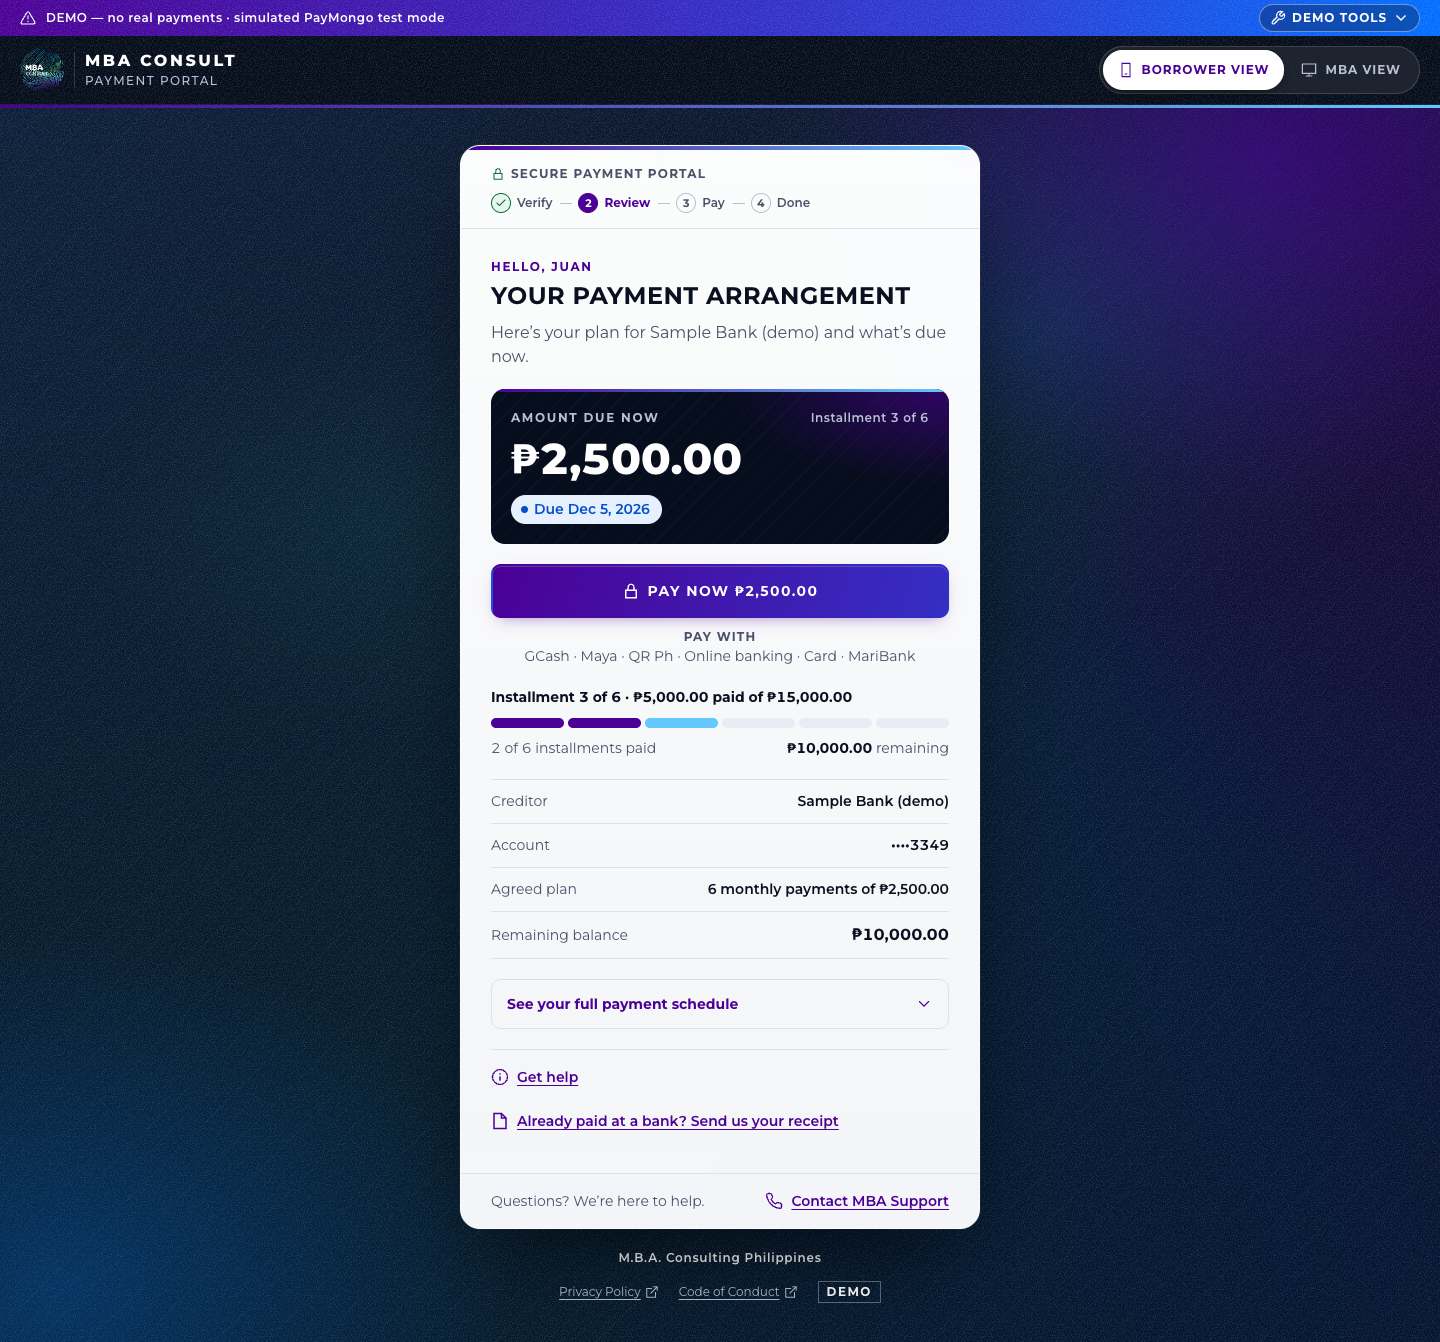 DEMO — no real payments · simulated PayMongo test mode
DEMO TOOLS
MBA
MBA CONSULT
PAYMENT PORTAL
BORROWER VIEW
MBA VIEW
SECURE PAYMENT PORTAL
Verify — 2 Review — 3 Pay — 4 Done
HELLO, JUAN
YOUR PAYMENT ARRANGEMENT
Here’s your plan for Sample Bank (demo) and what’s due
now.
AMOUNT DUE NOW
Installment 3 of 6
₱2,500.00
Due Dec 5, 2026
PAY NOW ₱2,500.00
PAY WITH
GCash · Maya · QR Ph · Online banking · Card · MariBank
Installment 3 of 6 · ₱5,000.00 paid of ₱15,000.00
2 of 6 installments paid
₱10,000.00 remaining
Creditor
Sample Bank (demo)
Account
••••3349
Agreed plan
6 monthly payments of ₱2,500.00
Remaining balance
₱10,000.00
See your full payment schedule
Get help
Already paid at a bank? Send us your receipt
Questions? We’re here to help.
Contact MBA Support
M.B.A. Consulting Philippines
Privacy Policy
Code of Conduct
DEMO